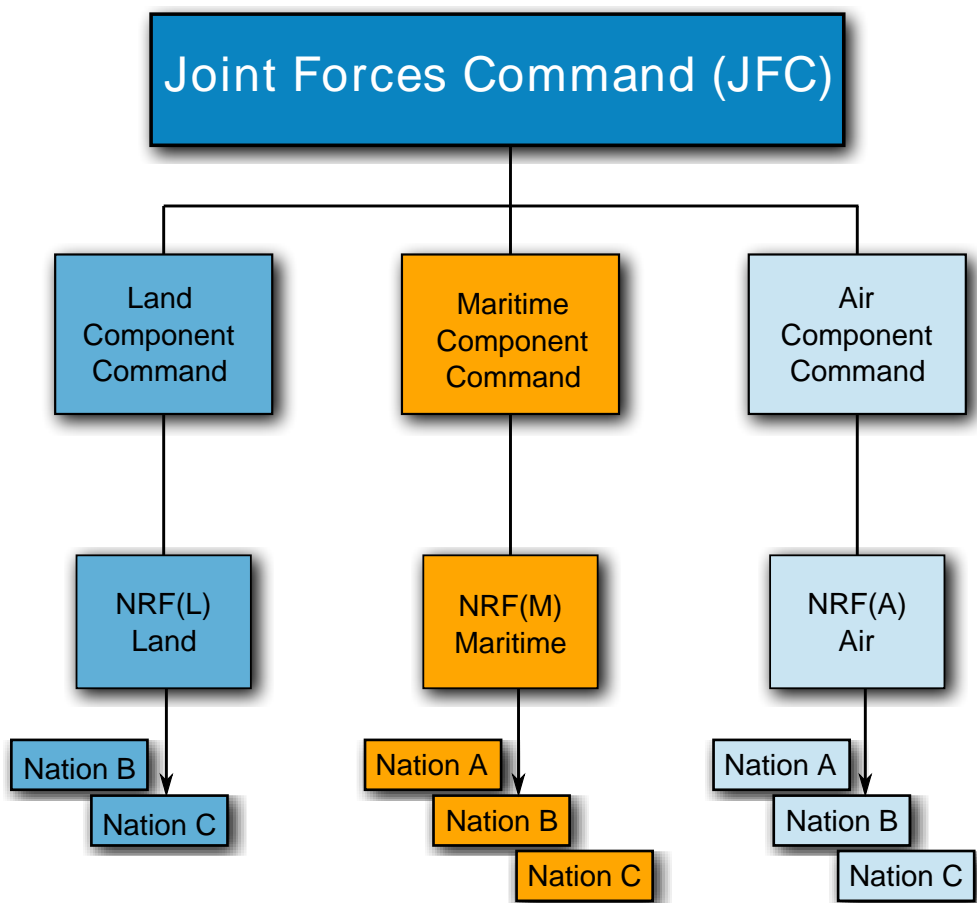 Joint Forces Command (JFC)
Land
Component
Command
Maritime
Component
Command
Air
Component
Command
NRF(L)
Land
NRF(M)
Maritime
NRF(A)
Air
Nation B
Nation C
Nation A
Nation B
Nation C
Nation A
Nation B
Nation C